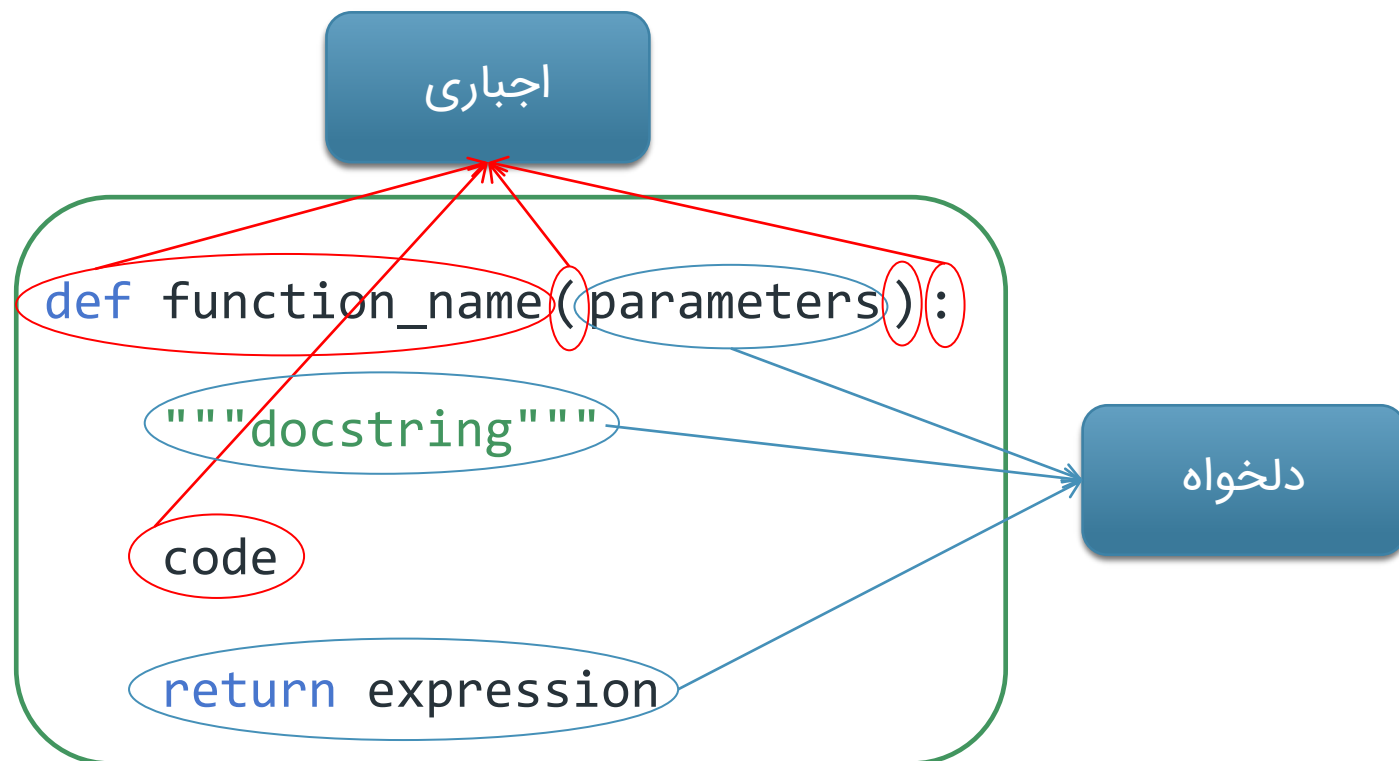 اجباری
def function_name(parameters):
"""docstring"""
دلخواه
code
return expression